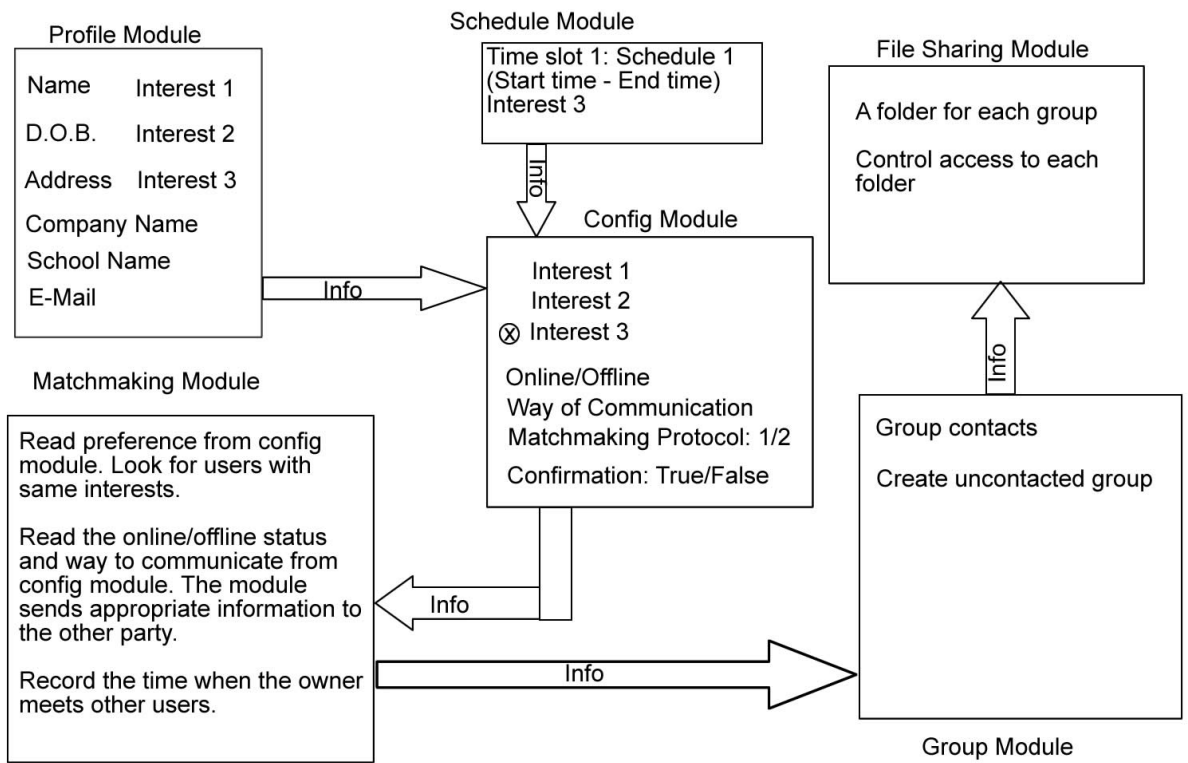 Profile Module
Name
Interest 1
D.O.B.
Interest 2
Address
Interest 3
Company Name
School Name
E-Mail
Info
Schedule Module
Time slot 1: Schedule 1
(Start time - End time)
Interest 3
Info
Config Module
Interest 1
Interest 2
Interest 3
Online/Offline
Way of Communication
Matchmaking Protocol: 1/2
Confirmation: True/False
Info
Matchmaking Module
Read preference from config
module. Look for users with
same interests.
Read the online/offline status
and way to communicate from
config module. The module
sends appropriate information to
the other party.
Record the time when the owner
meets other users.
Info
File Sharing Module
A folder for each group
Control access to each
folder
Info
Group contacts
Create uncontacted group
Group Module